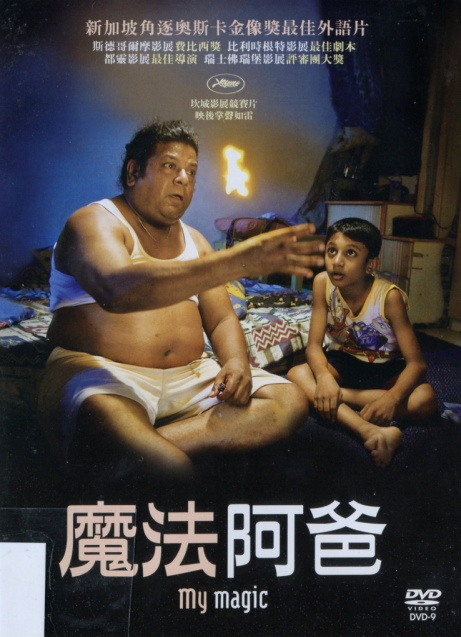 新加坡角逐奧斯卡金像獎最佳外語片
斯德哥爾摩影展費比西獎 比利時根特影展最佳劇本
都靈影展最佳導演 瑞士佛瑞堡影展評審團大獎
坎城影展競賽片
映後掌聲如雷
魔法阿爸
My magic
DVD
VIDEO
DVD-9